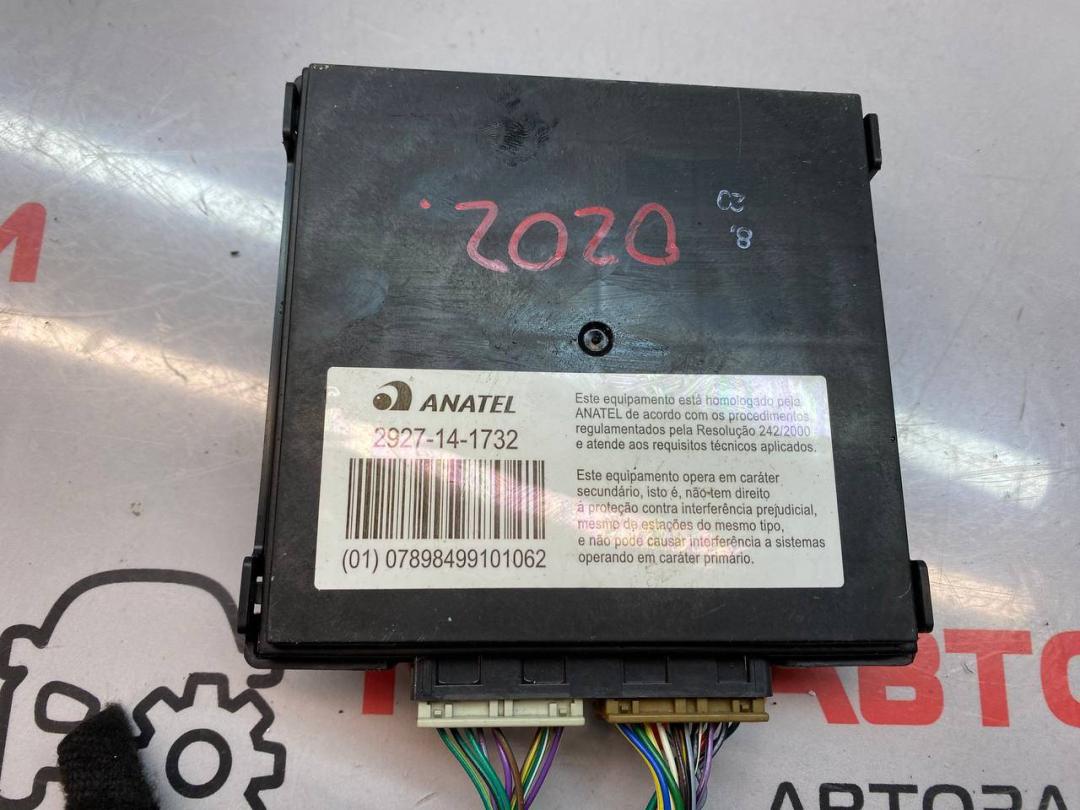 2020
20
8,
ANATEL
2927-14-1732
(01) 07898499101062
Este equipamento está homologado pela
ANATEL de acordo com os procedimentos
regulamentados pela Resolução 242/2000
e atende aos requisitos técnicos aplicados.
Este equipamento opera em caráter
secundário, isto é, não tem direito
a proteção contra interferência prejudicial,
mesmo de estações do mesmo tipo,
e não pode causar interferência a sistemas
operando em caráter primário.
АВТО
АВТОРА